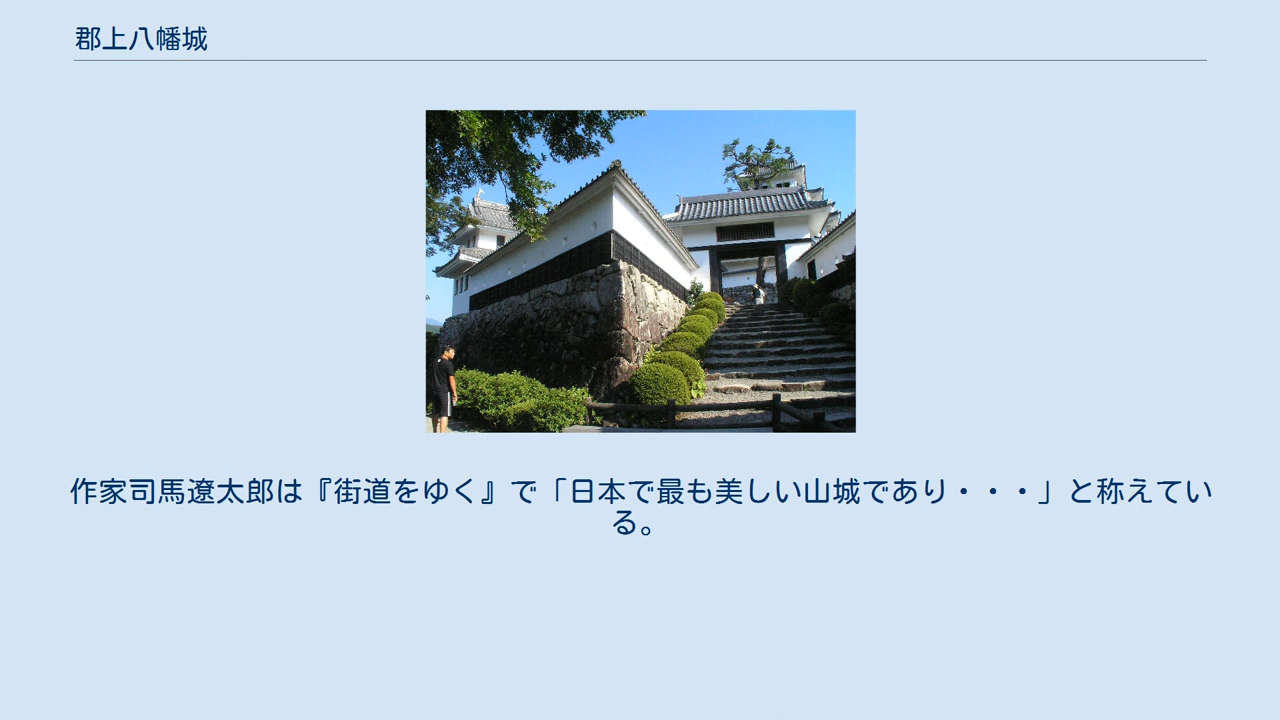 郡上八幡城
作家司馬遼太郎は『街道をゆく』で「日本で最も美しい山城であり・・・」と称えてい
る。